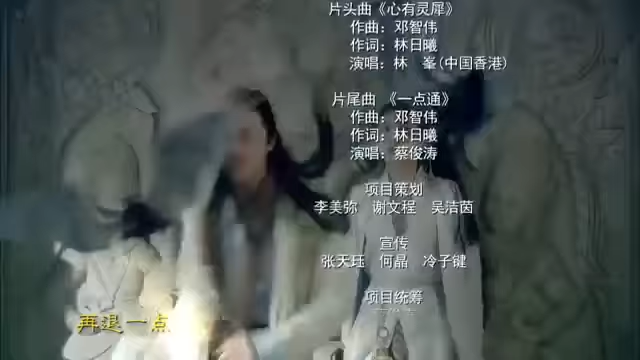 片头曲《心有灵犀》
作曲：邓智伟
作词：林日曦
演唱：林　峯(中国香港)
片尾曲 《一点通》
作曲：邓智伟
作词：林日曦
演唱：蔡俊涛
项目策划
李美弥　谢文程　吴洁茵
宣传
张天珏　何晶　冷子键
项目统筹
再退一点